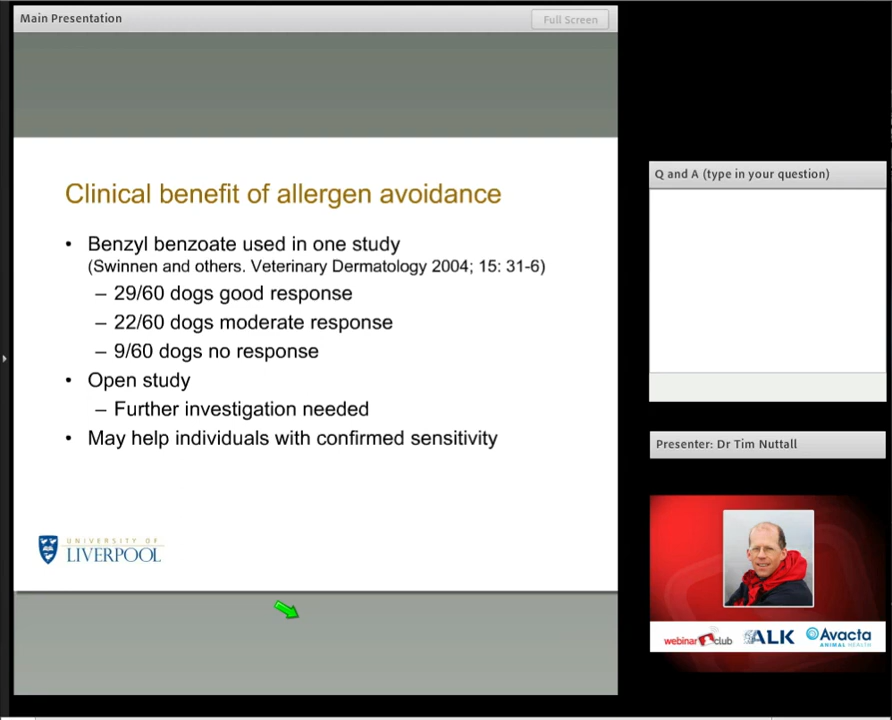 Main Presentation
Full Screen
Clinical benefit of allergen avoidance
• Benzyl benzoate used in one study
(Swinnen and others. Veterinary Dermatology 2004; 15: 31-6)
– 29/60 dogs good response
– 22/60 dogs moderate response
– 9/60 dogs no response
• Open study
– Further investigation needed
• May help individuals with confirmed sensitivity
UNIVERSITY OF
LIVERPOOL
Q and A (type in your question)
Presenter: Dr Tim Nuttall
webinar club
ALK
Avacta
ANIMAL HEALTH